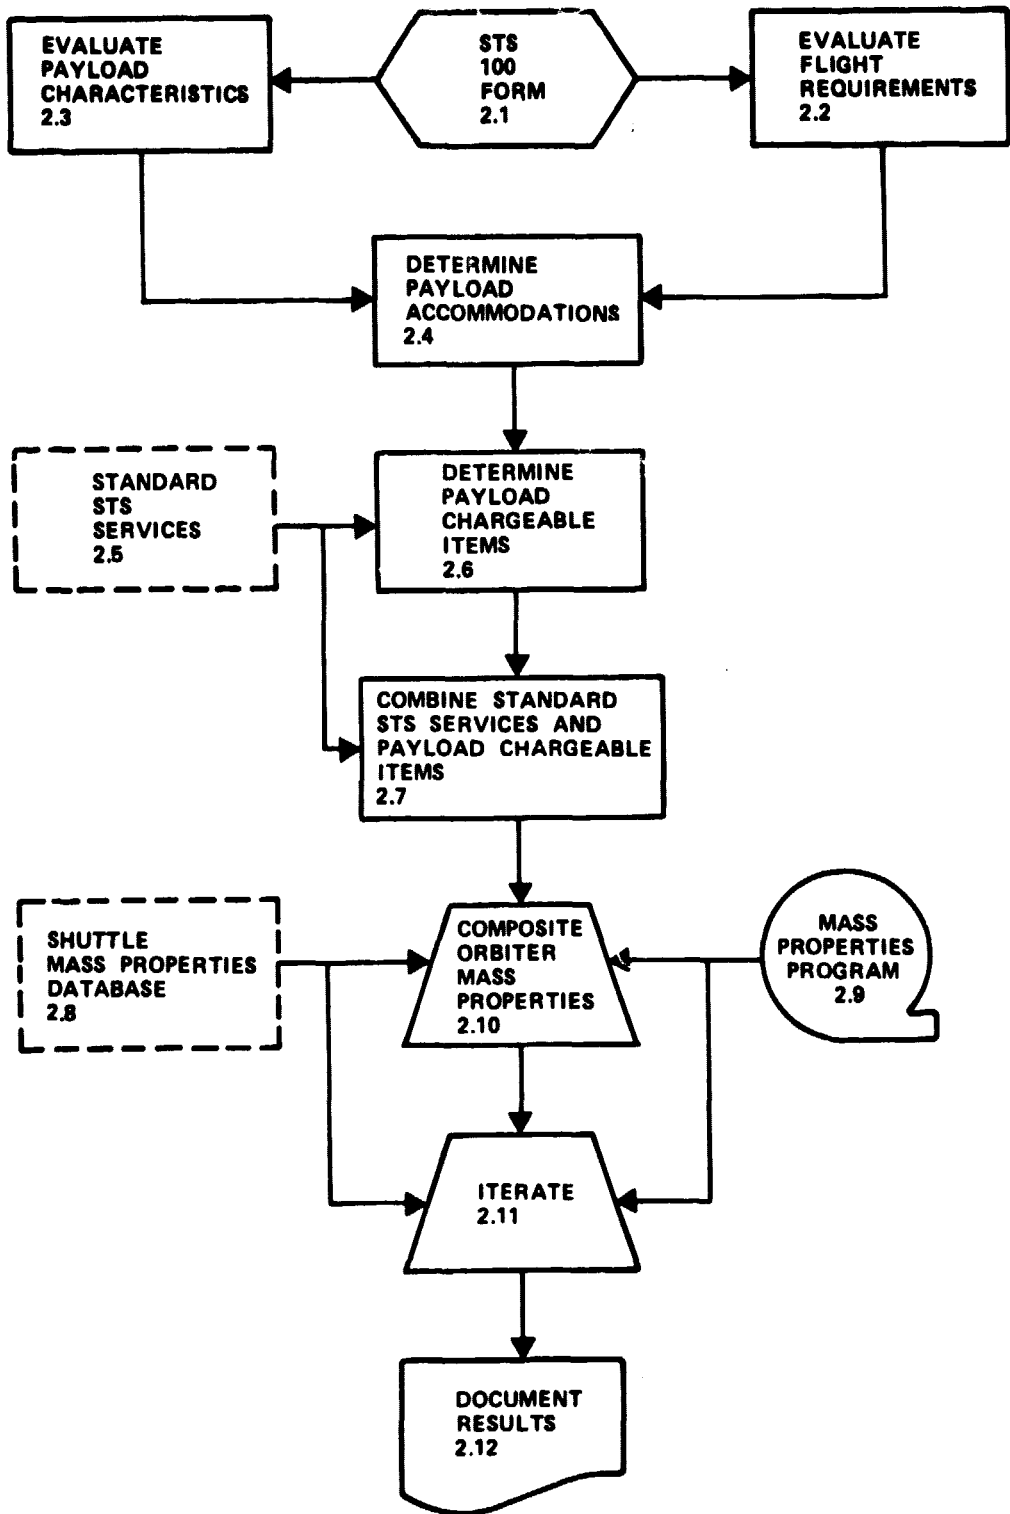 EVALUATE
PAYLOAD
CHARACTERISTICS
2.3
STS
100
FORM
2.1
EVALUATE
FLIGHT
REQUIREMENTS
2.2
DETERMINE
PAYLOAD
ACCOMMODATIONS
2.4
STANDARD
STS
SERVICES
2.5
DETERMINE
PAYLOAD
CHARGEABLE
ITEMS
2.6
COMBINE STANDARD
STS SERVICES AND
PAYLOAD CHARGEABLE
ITEMS
2.7
SHUTTLE
MASS PROPERTIES
DATABASE
2.8
COMPOSITE
ORBITER
MASS
PROPERTIES
2.10
MASS
PROPERTIES
PROGRAM
2.9
ITERATE
2.11
DOCUMENT
RESULTS
2.12